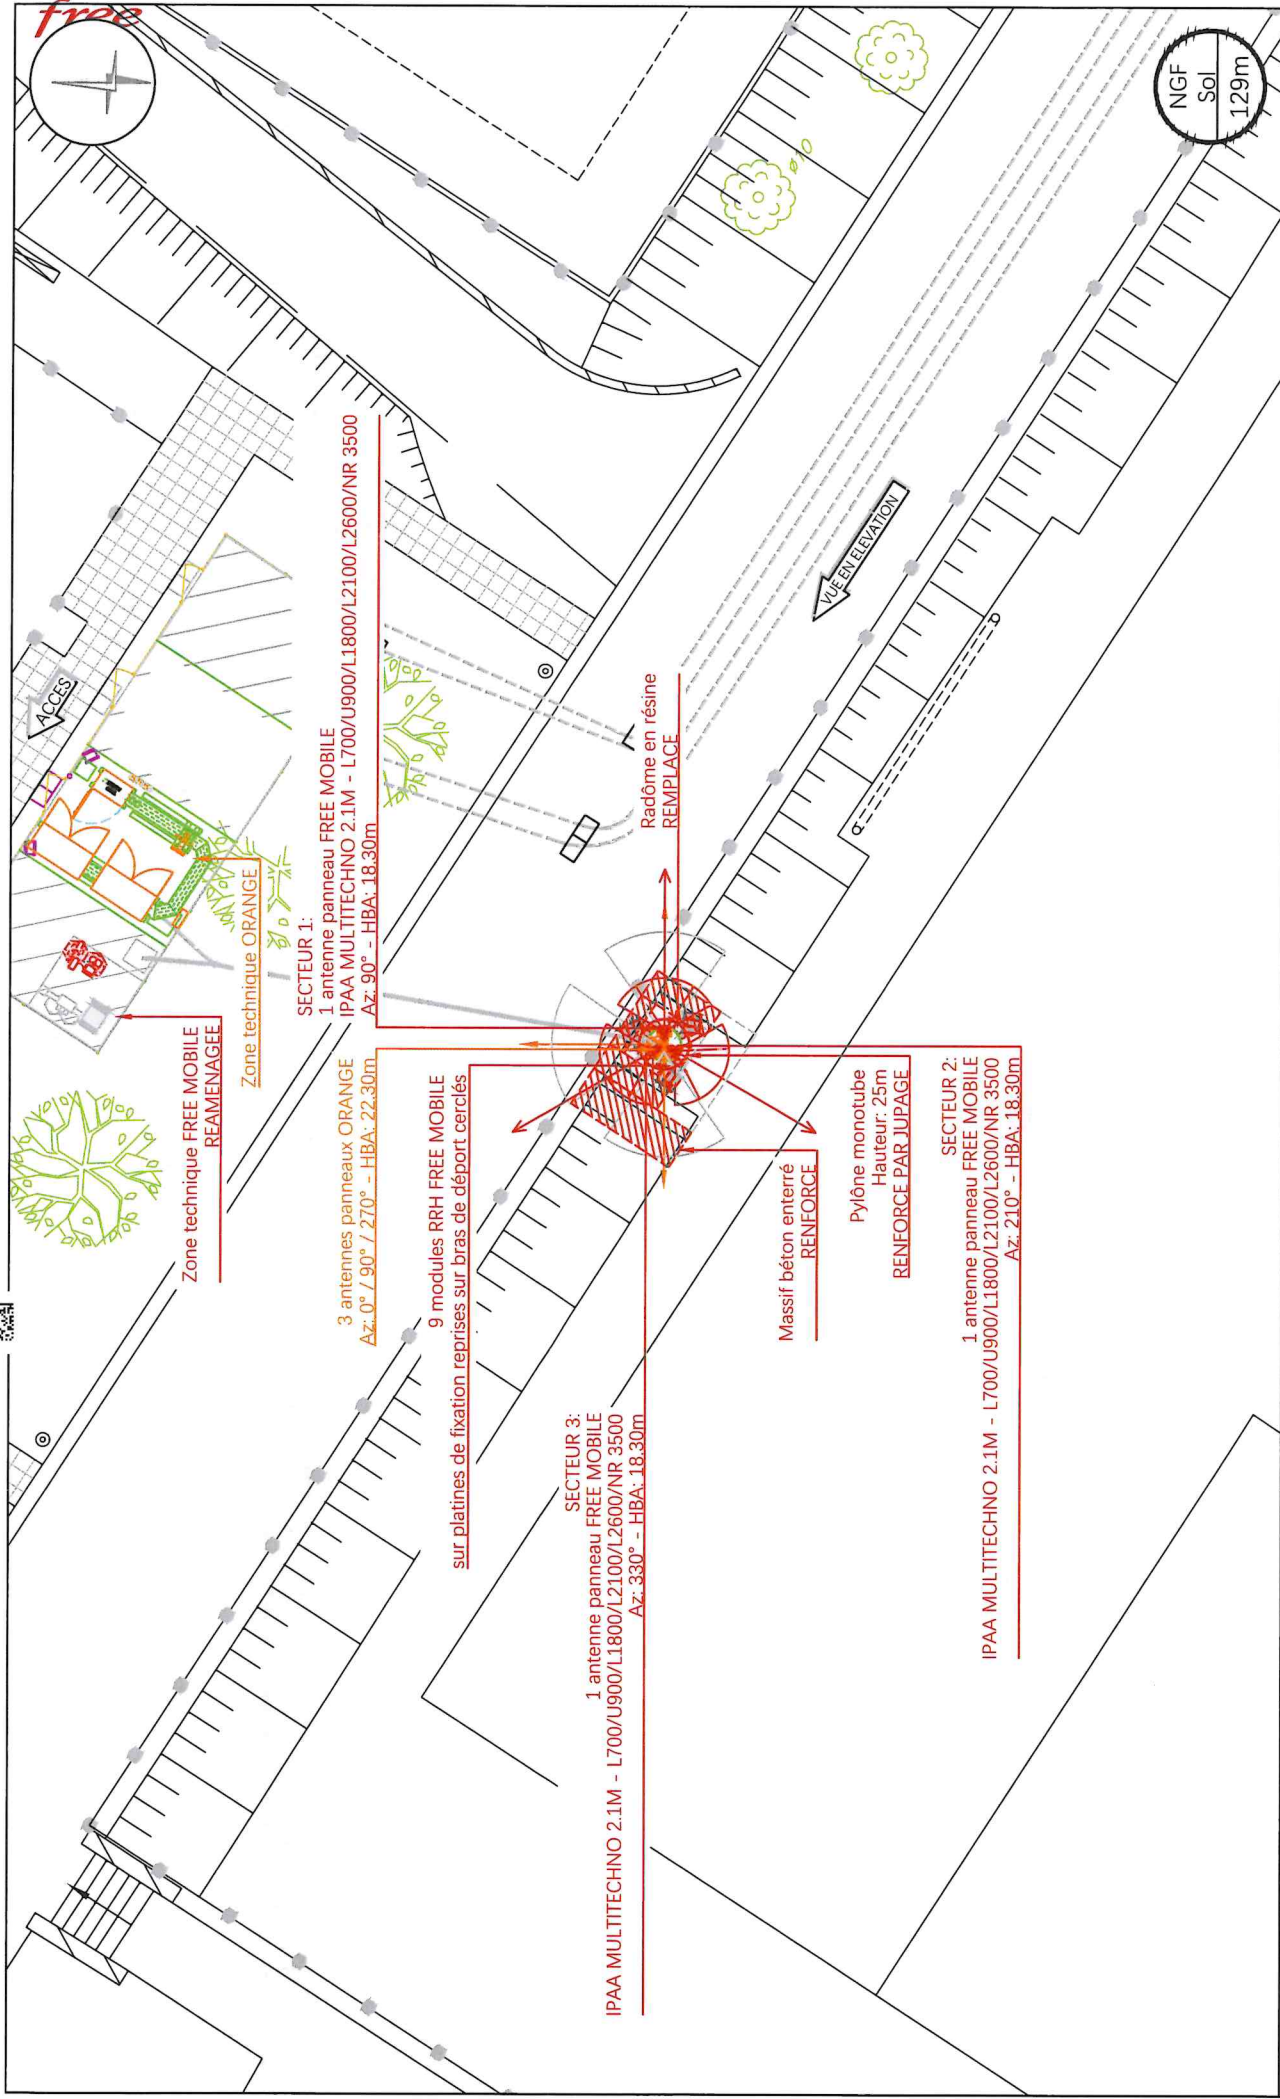 free
NGF
Sol
129m
ø10
ACCES
VUE EN ELEVATION
Zone technique FREE MOBILE
REAMENAGEE
Zone technique ORANGE
SECTEUR 1:
1 antenne panneau FREE MOBILE
IPAA MULTITECHNO 2.1M - L700/U900/L1800/L2100/L2600/NR 3500
Az: 90° - HBA: 18.30m
3 antennes panneaux ORANGE
Az: 0° / 90° / 270° - HBA: 22.30m
9 modules RRH FREE MOBILE
sur platines de fixation reprises sur bras de déport cerclés
Radôme en résine
REMPLACE
SECTEUR 3:
1 antenne panneau FREE MOBILE
IPAA MULTITECHNO 2.1M - L700/U900/L1800/L2100/L2600/NR 3500
Az: 330° - HBA: 18.30m
Massif béton enterré
RENFORCE
Pylône monotube
Hauteur: 25m
RENFORCE PAR JUPAGE
SECTEUR 2:
1 antenne panneau FREE MOBILE
IPAA MULTITECHNO 2.1M - L700/U900/L1800/L2100/L2600/NR 3500
Az: 210° - HBA: 18.30m